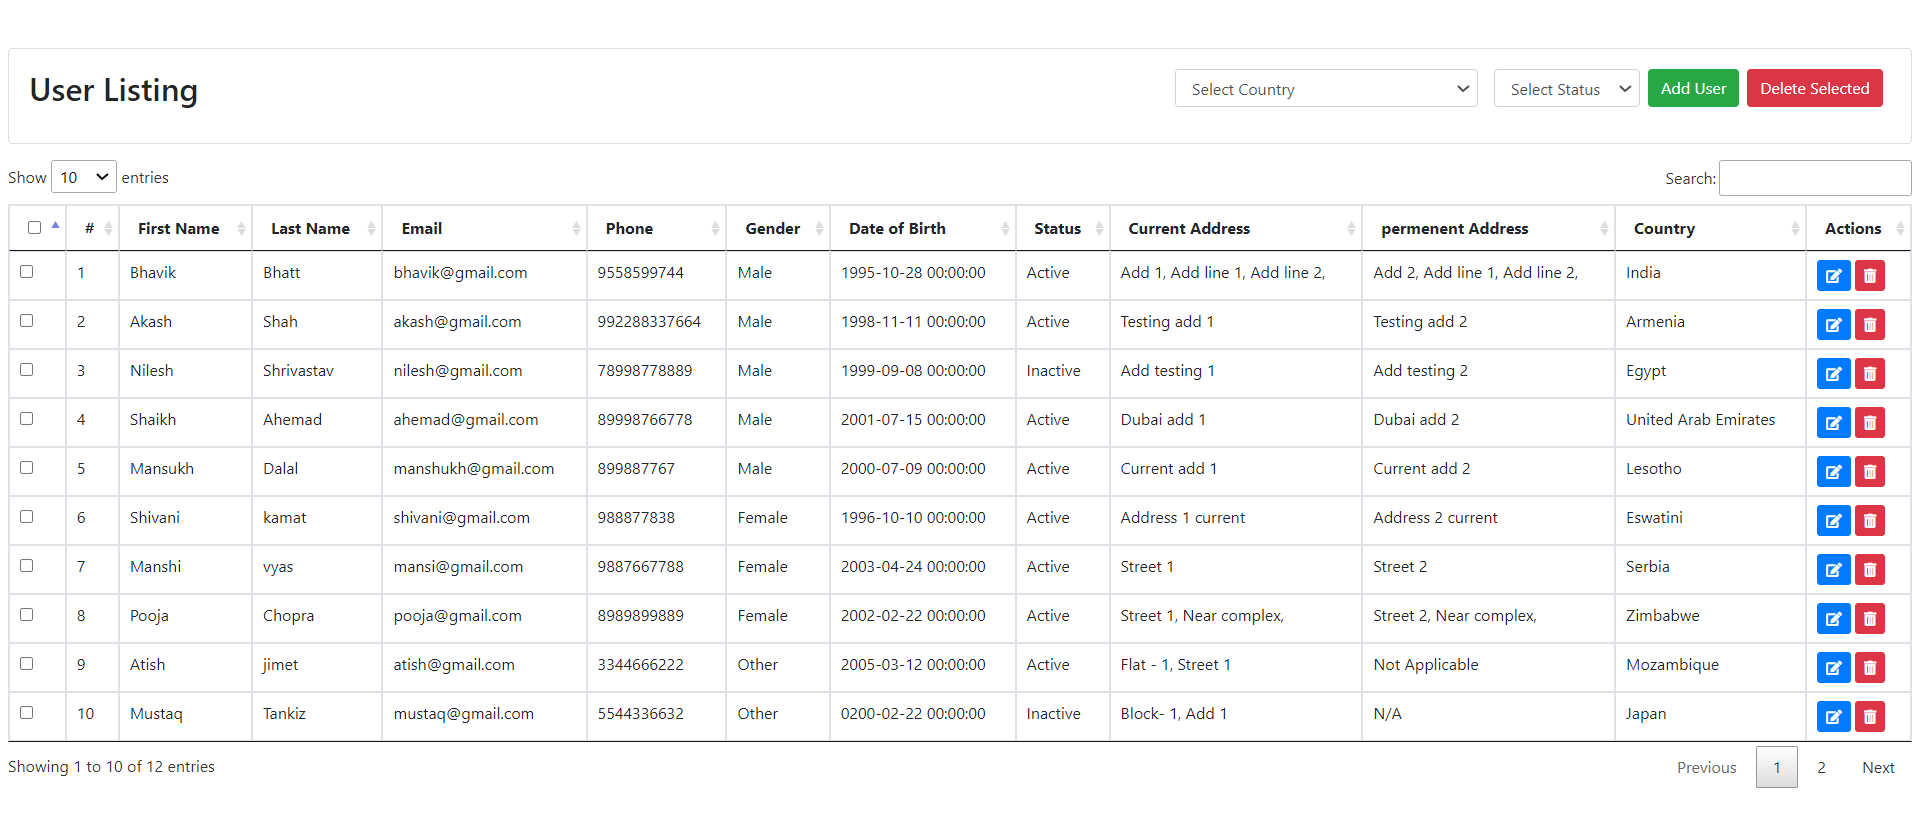 User Listing Select Country Select Status Add User Delete Selected
Show 10 entries Search:
# First Name Last Name Email Phone Gender Date of Birth Status Current Address permenent Address Country Actions
1 Bhavik Bhatt bhavik@gmail.com 9558599744 Male 1995-10-28 00:00:00 Active Add 1, Add line 1, Add line 2, Add 2, Add line 1, Add line 2, India
2 Akash Shah akash@gmail.com 992288337664 Male 1998-11-11 00:00:00 Active Testing add 1 Testing add 2 Armenia
3 Nilesh Shrivastav nilesh@gmail.com 78998778889 Male 1999-09-08 00:00:00 Inactive Add testing 1 Add testing 2 Egypt
4 Shaikh Ahemad ahemad@gmail.com 89998766778 Male 2001-07-15 00:00:00 Active Dubai add 1 Dubai add 2 United Arab Emirates
5 Mansukh Dalal manshukh@gmail.com 899887767 Male 2000-07-09 00:00:00 Active Current add 1 Current add 2 Lesotho
6 Shivani kamat shivani@gmail.com 988877838 Female 1996-10-10 00:00:00 Active Address 1 current Address 2 current Eswatini
7 Manshi vyas mansi@gmail.com 9887667788 Female 2003-04-24 00:00:00 Active Street 1 Street 2 Serbia
8 Pooja Chopra pooja@gmail.com 8989899889 Female 2002-02-22 00:00:00 Active Street 1, Near complex, Street 2, Near complex, Zimbabwe
9 Atish jimet atish@gmail.com 3344666222 Other 2005-03-12 00:00:00 Active Flat - 1, Street 1 Not Applicable Mozambique
10 Mustaq Tankiz mustaq@gmail.com 5544336632 Other 0200-02-22 00:00:00 Inactive Block- 1, Add 1 N/A Japan
Showing 1 to 10 of 12 entries Previous 1 2 Next